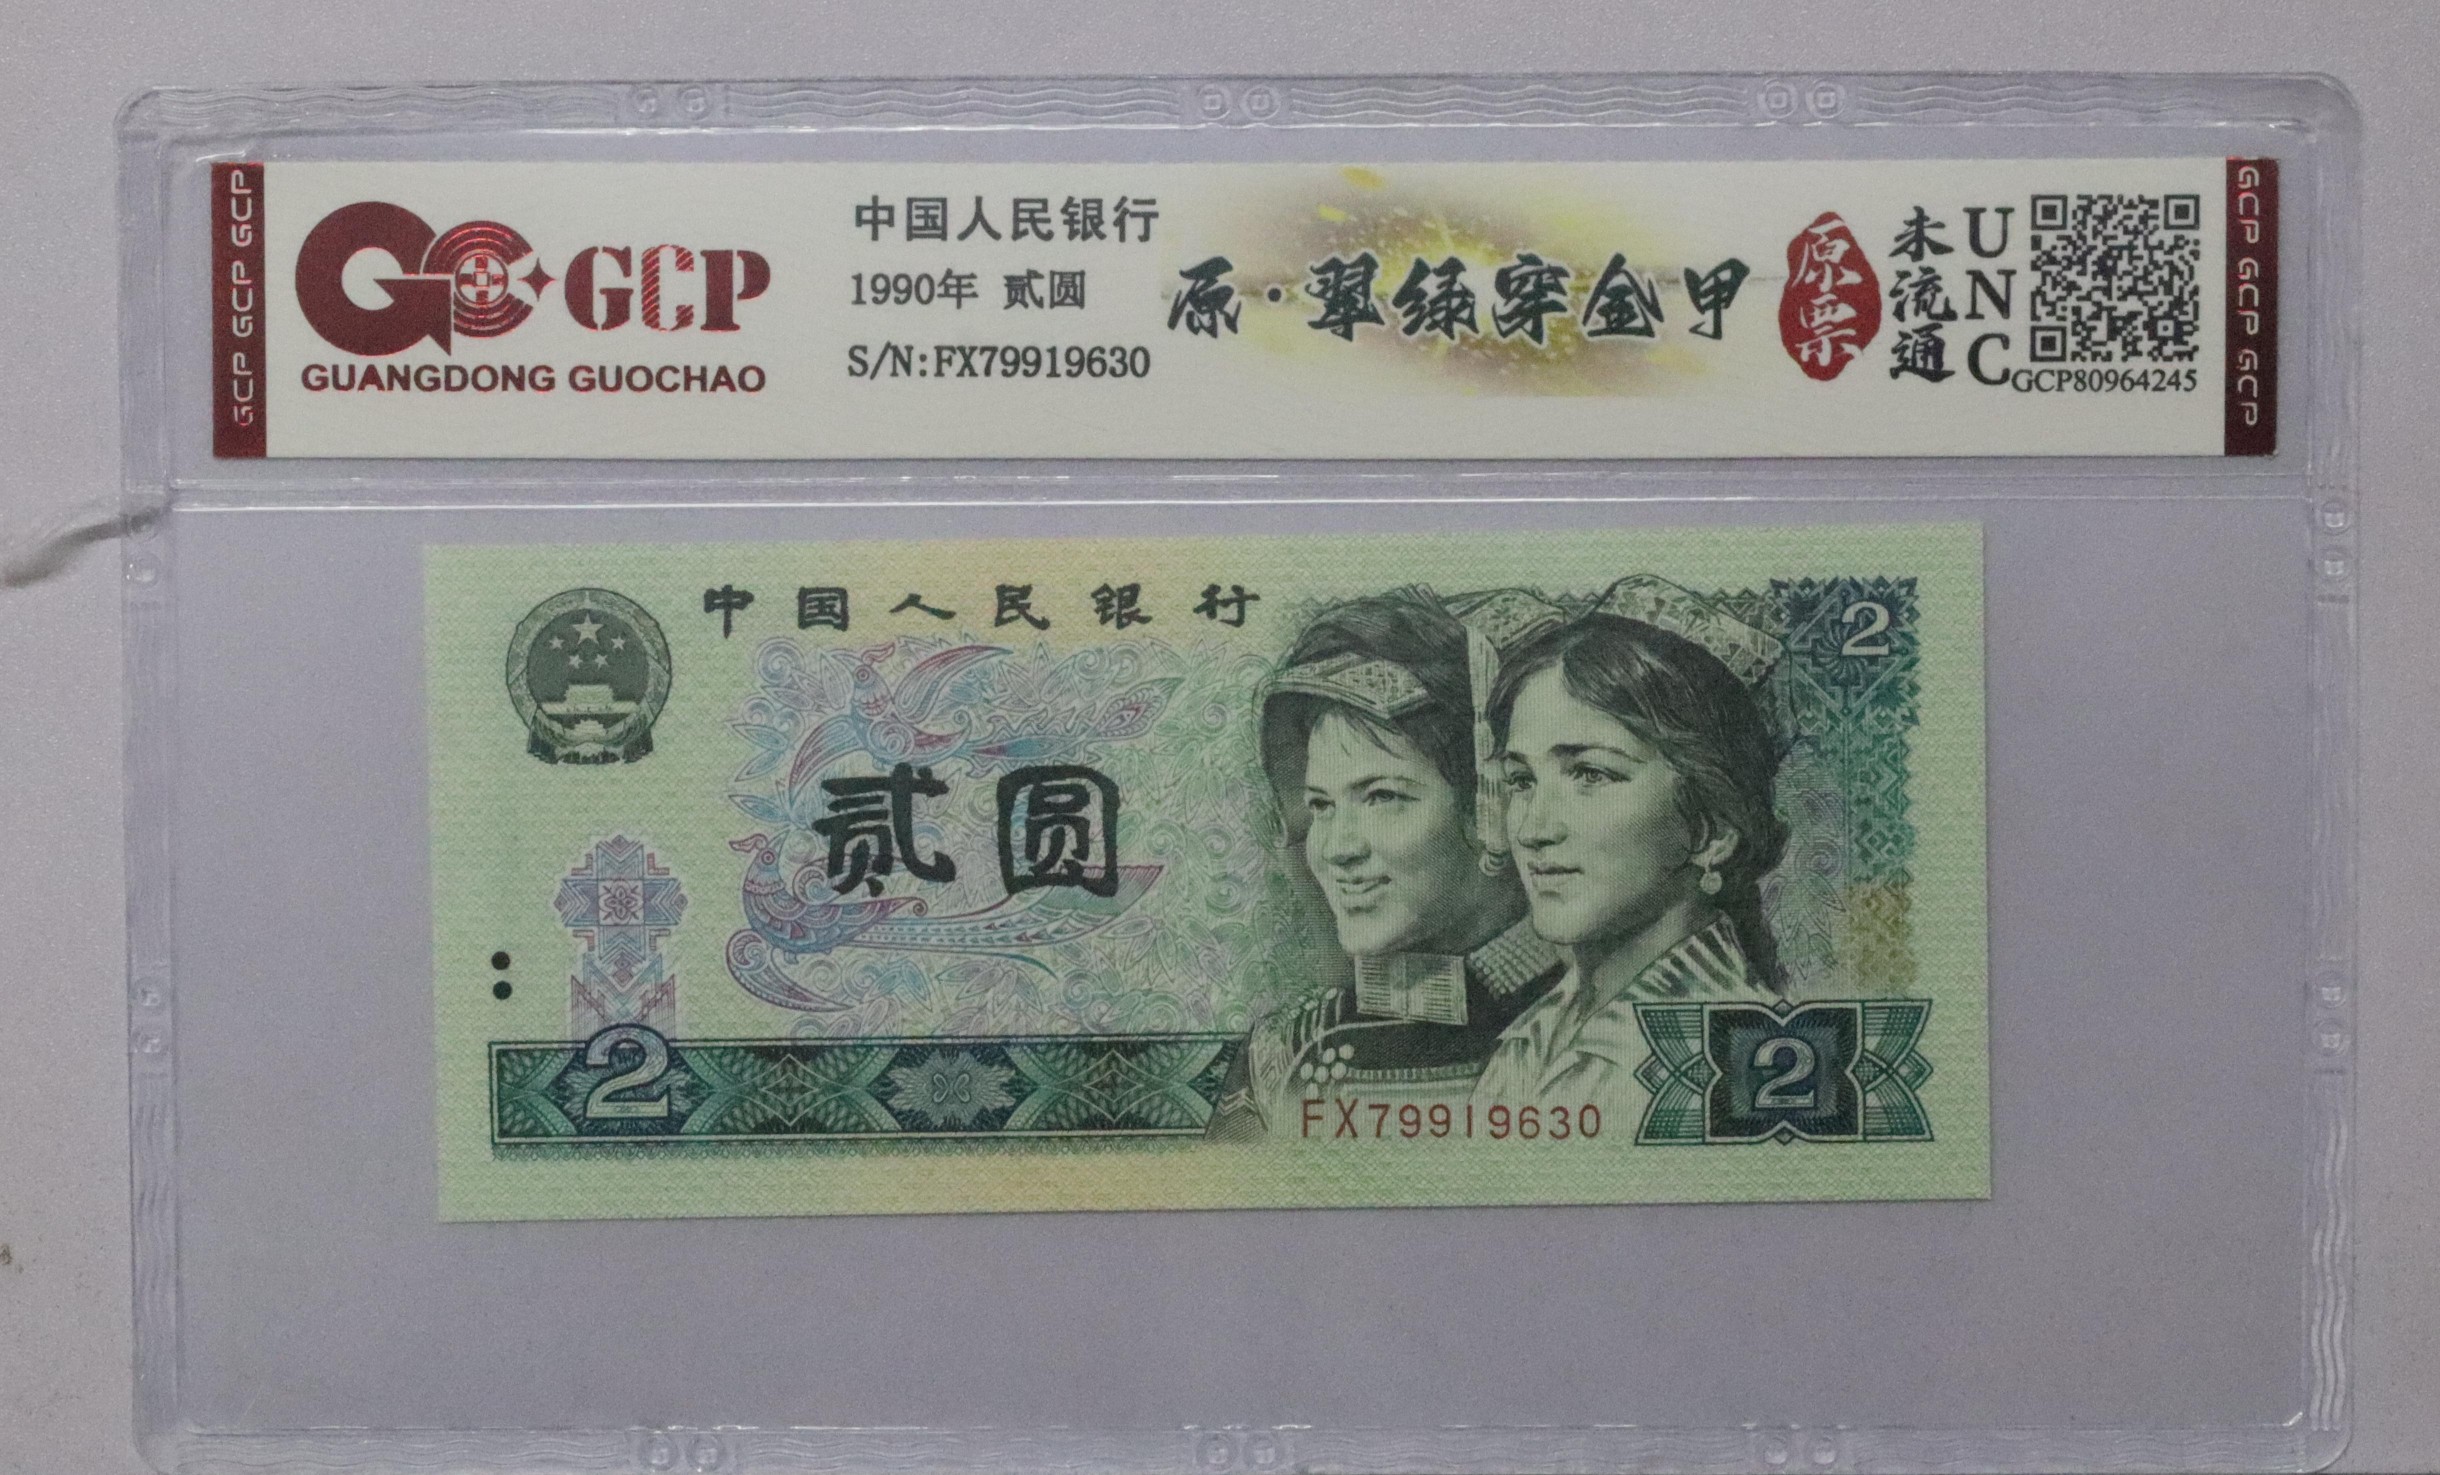 GCP GCP GCP
GCP
GUANGDONG GUOCHAO
中国人民银行
1990年 贰圆
S/N:FX79919630
原·翠绿穿金甲
原票
未流通
UNC
GCP80964245
GCP GCP GCP
中国人民银行
2
贰圆
2
FX79919630
2